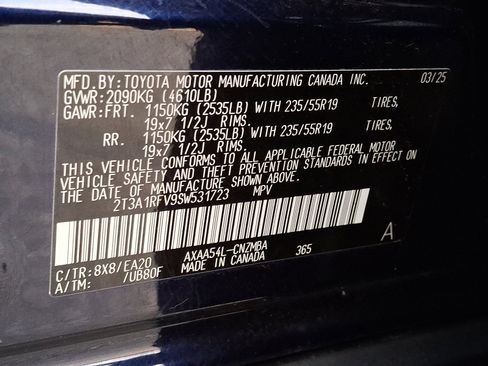 MFD. BY: TOYOTA MOTOR MANUFACTURING CANADA INC. 03/25
GVWR: 2090KG (4610LB)
GAWR: FRT. 1150KG (2535LB) WITH 235/55R19 TIRES,
19x7 1/2J RIMS.
RR. 1150KG (2535LB) WITH 235/55R19 TIRES,
19x7 1/2J RIMS.
THIS VEHICLE CONFORMS TO ALL APPLICABLE FEDERAL MOTOR
VEHICLE SAFETY AND THEFT PREVENTION STANDARDS IN EFFECT ON
THE DATE OF MANUFACTURE SHOWN ABOVE.
2T3A1RFV9SW531723 MPV
C/TR: 8X8/EA20 AXAA54L-CNZMBA 365 A
A/TM: /UB80F MADE IN CANADA